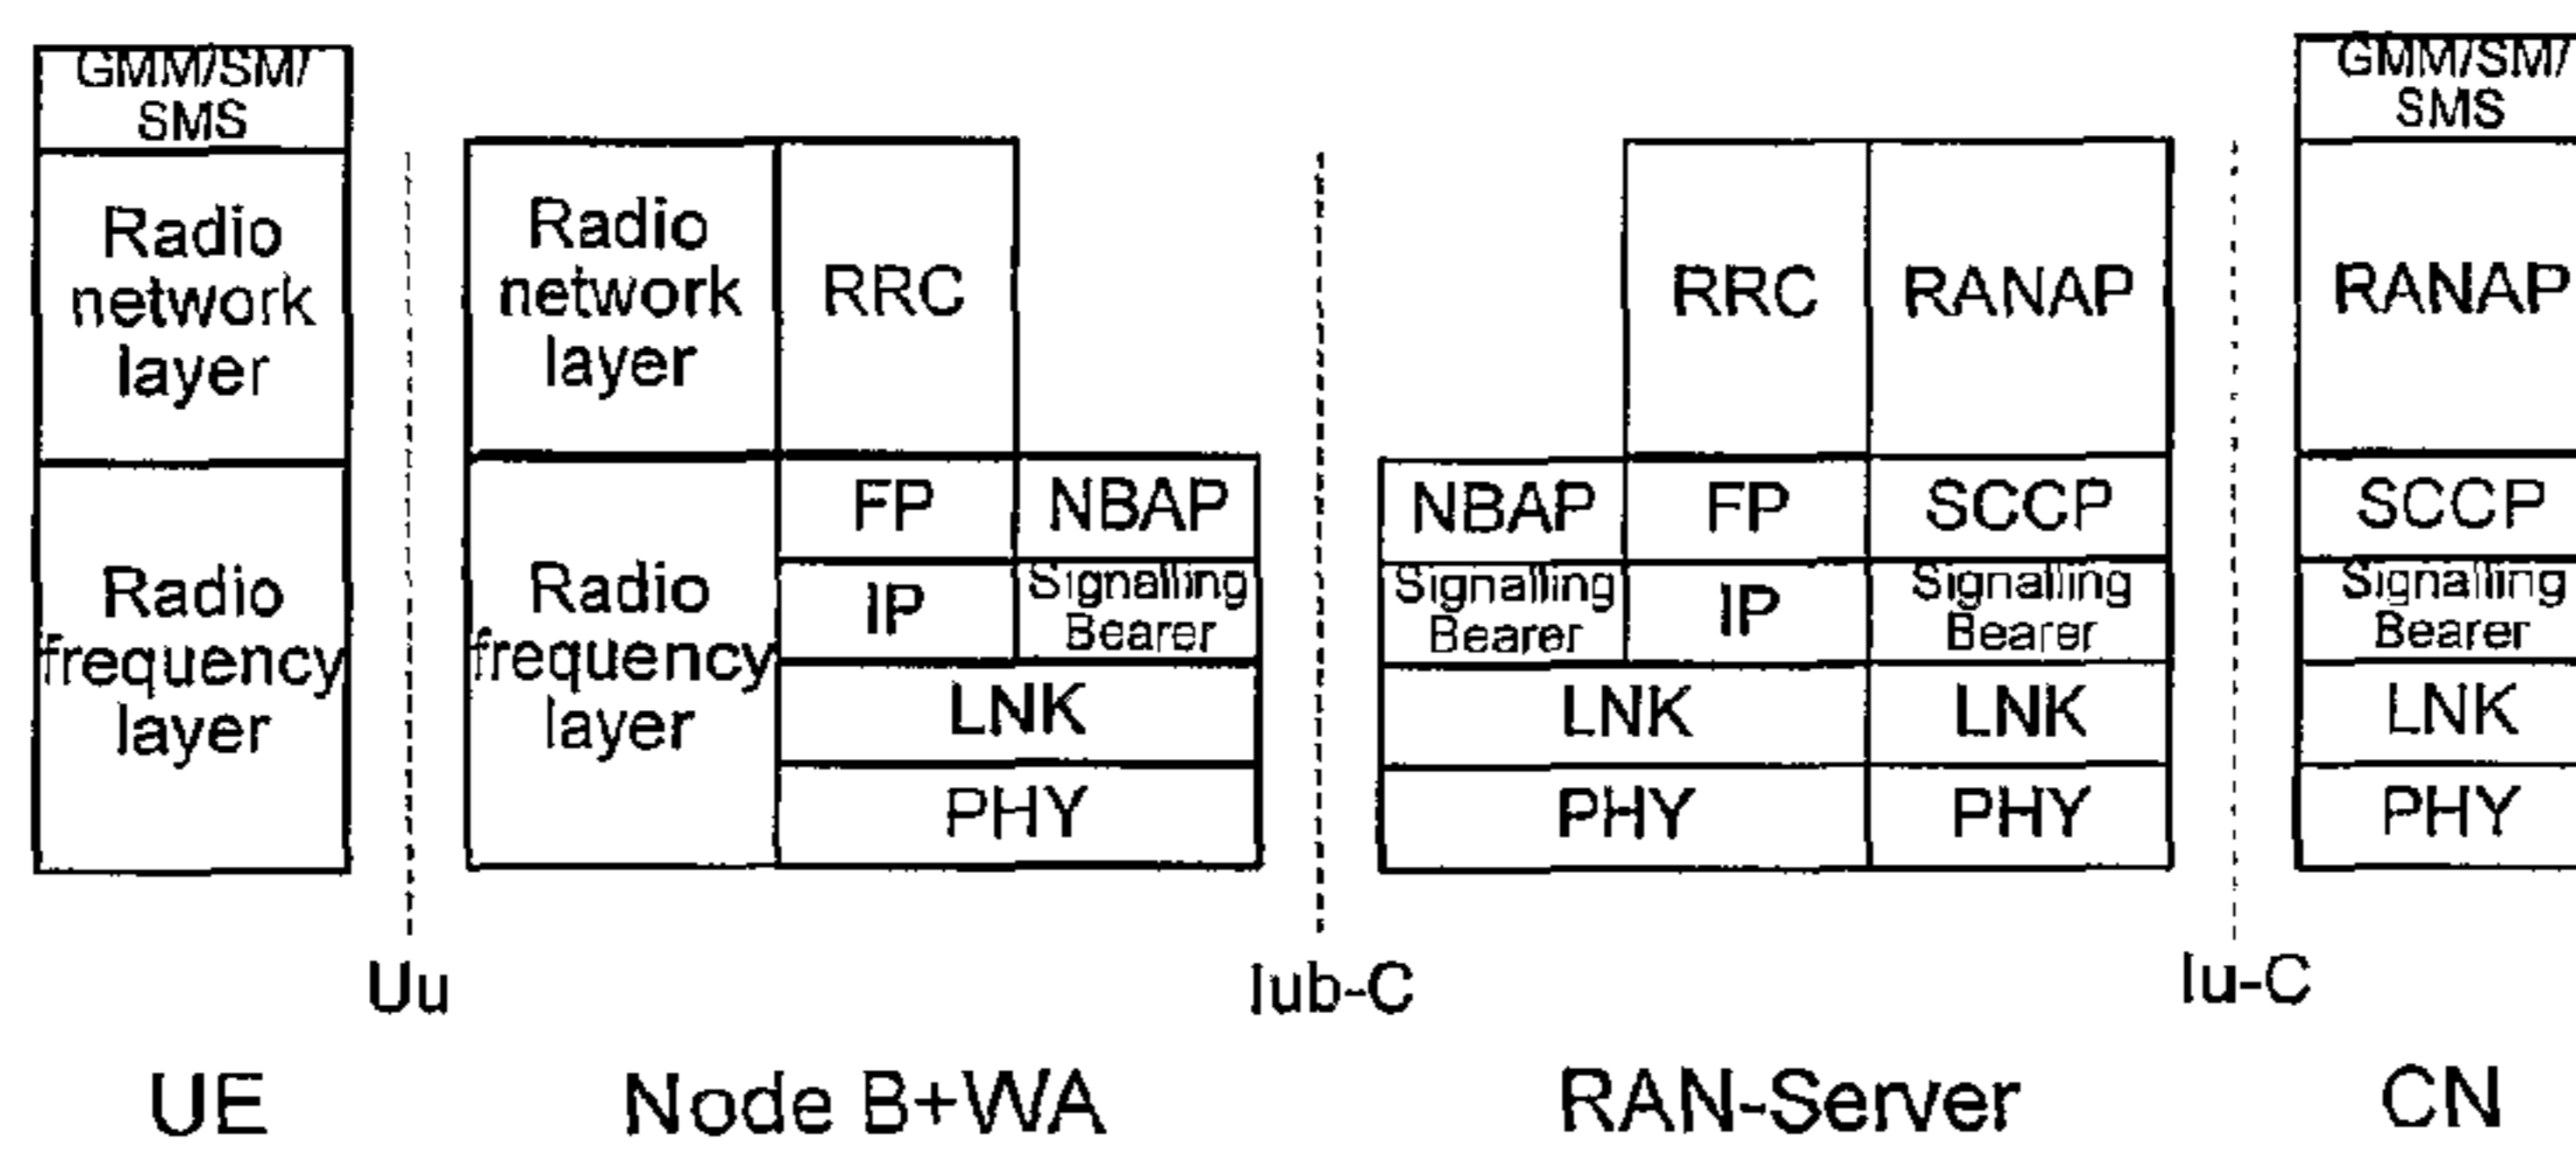 GMM/SM/
SMS
Radio
network
layer
Radio
frequency
layer
Uu
UE
Radio
network
layer
RRC
Radio
frequency
layer
FP
NBAP
IP
Signalling
Bearer
LNK
PHY
Node B+WA
Iub-C
RRC
RANAP
NBAP
FP
SCCP
Signalling
Bearer
IP
Signalling
Bearer
LNK
LNK
PHY
PHY
RAN-Server
Iu-C
GMM/SM/
SMS
RANAP
SCCP
Signalling
Bearer
LNK
PHY
CN